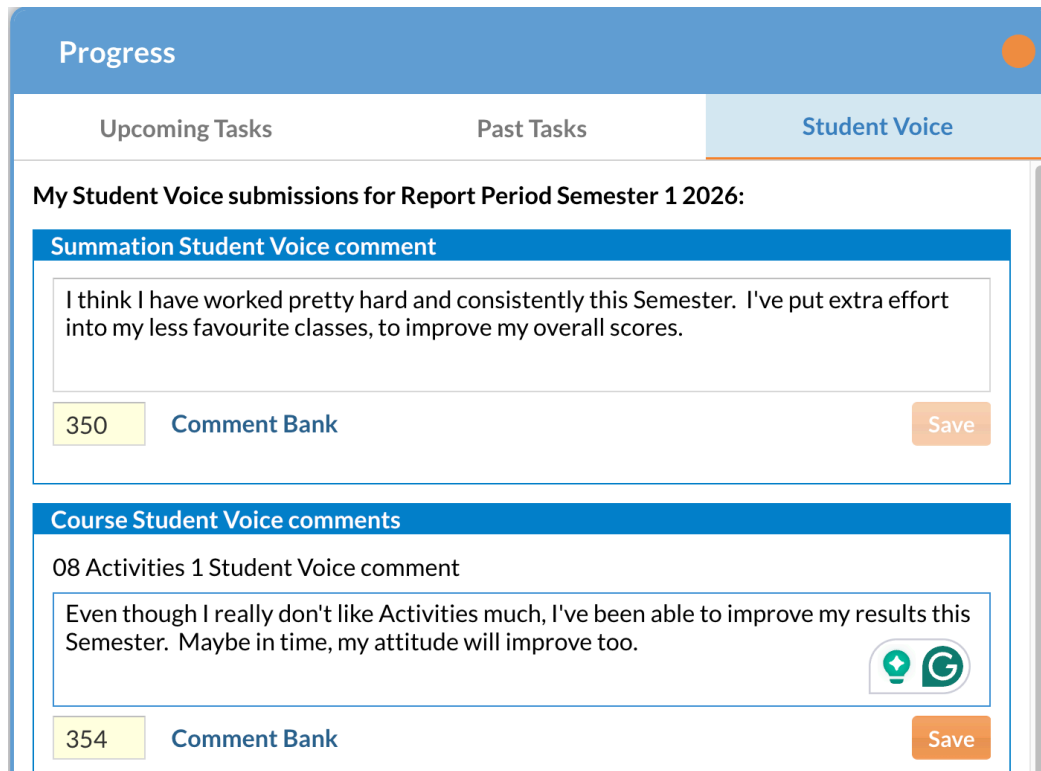 Progress
Upcoming Tasks
Past Tasks
Student Voice
My Student Voice submissions for Report Period Semester 1 2026:
Summation Student Voice comment
I think I have worked pretty hard and consistently this Semester.  I've put extra effort
into my less favourite classes, to improve my overall scores.
350
Comment Bank
Save
Course Student Voice comments
08 Activities 1 Student Voice comment
Even though I really don't like Activities much, I've been able to improve my results this
Semester.  Maybe in time, my attitude will improve too.
354
Comment Bank
Save